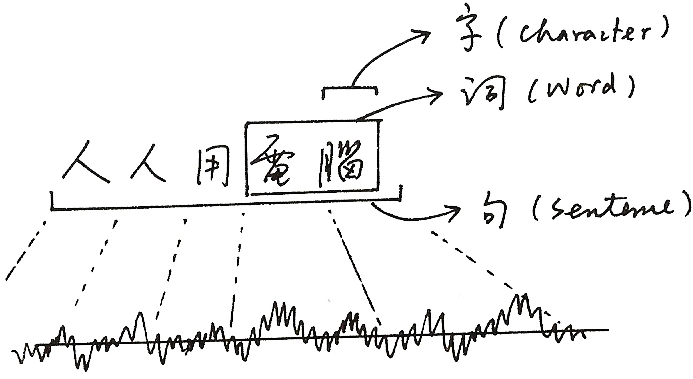 字 (character)
词 (Word)
人人用電腦
句 (sentence)